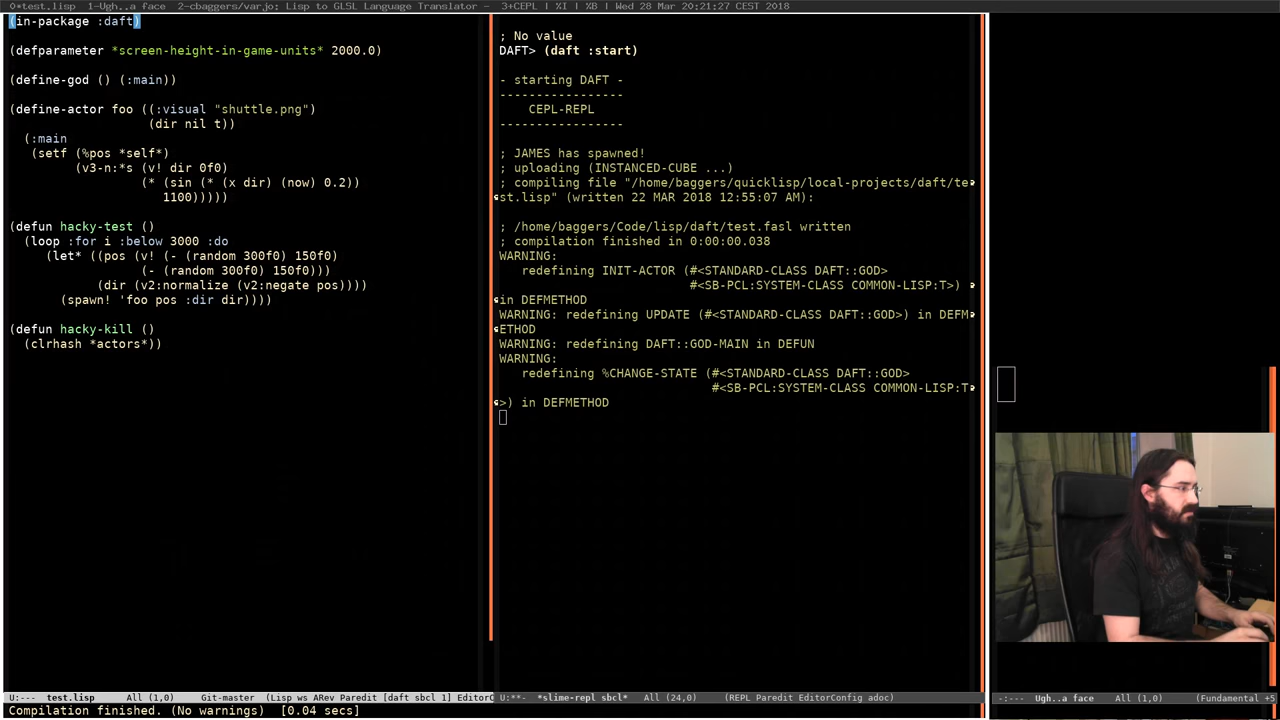 0*test.lisp  1-Ugh..a face  2-cbaggers/varjo: Lisp to GLSL Language Translator -  3+CEPL | %I | %B | Wed 28 Mar 20:21:27 CEST 2018
(in-package :daft)
(defparameter *screen-height-in-game-units* 2000.0)
(define-god () (:main))
(define-actor foo ((:visual "shuttle.png")
                   (dir nil t))
  (:main
   (setf (%pos *self*)
         (v3-n:*s (v! dir 0f0)
                  (* (sin (* (x dir) (now) 0.2))
                     1100)))))
(defun hacky-test ()
  (loop :for i :below 3000 :do
     (let* ((pos (v! (- (random 300f0) 150f0)
                  (- (random 300f0) 150f0)))
            (dir (v2:normalize (v2:negate pos))))
       (spawn! 'foo pos :dir dir))))
(defun hacky-kill ()
  (clrhash *actors*))
U:---  test.lisp      All (1,0)      Git-master  (Lisp ws ARev Paredit [daft sbcl 1] EditorC
Compilation finished. (No warnings)  [0.04 secs]
; No value
DAFT> (daft :start)
- starting DAFT -
-----------------
    CEPL-REPL
-----------------
; JAMES has spawned!
; uploading (INSTANCED-CUBE ...)
; compiling file "/home/baggers/quicklisp/local-projects/daft/te
st.lisp" (written 22 MAR 2018 12:55:07 AM):
; /home/baggers/Code/lisp/daft/test.fasl written
; compilation finished in 0:00:00.038
WARNING:
   redefining INIT-ACTOR (#<STANDARD-CLASS DAFT::GOD>
                          #<SB-PCL:SYSTEM-CLASS COMMON-LISP:T>)
in DEFMETHOD
WARNING: redefining UPDATE (#<STANDARD-CLASS DAFT::GOD>) in DEFM
ETHOD
WARNING: redefining DAFT::GOD-MAIN in DEFUN
WARNING:
   redefining %CHANGE-STATE (#<STANDARD-CLASS DAFT::GOD>
                             #<SB-PCL:SYSTEM-CLASS COMMON-LISP:T
>) in DEFMETHOD
U:**-  *slime-repl sbcl*   All (24,0)     (REPL Paredit EditorConfig adoc)
-:---  Ugh..a face    All (1,0)      (Fundamental +5